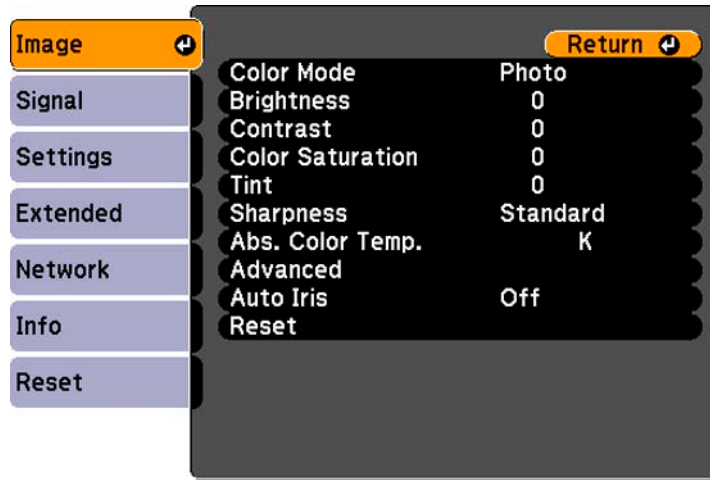 Image
Signal
Settings
Extended
Network
Info
Reset
Return
Color Mode Photo
Brightness 0
Contrast 0
Color Saturation 0
Tint 0
Sharpness Standard
Abs. Color Temp. K
Advanced
Auto Iris Off
Reset